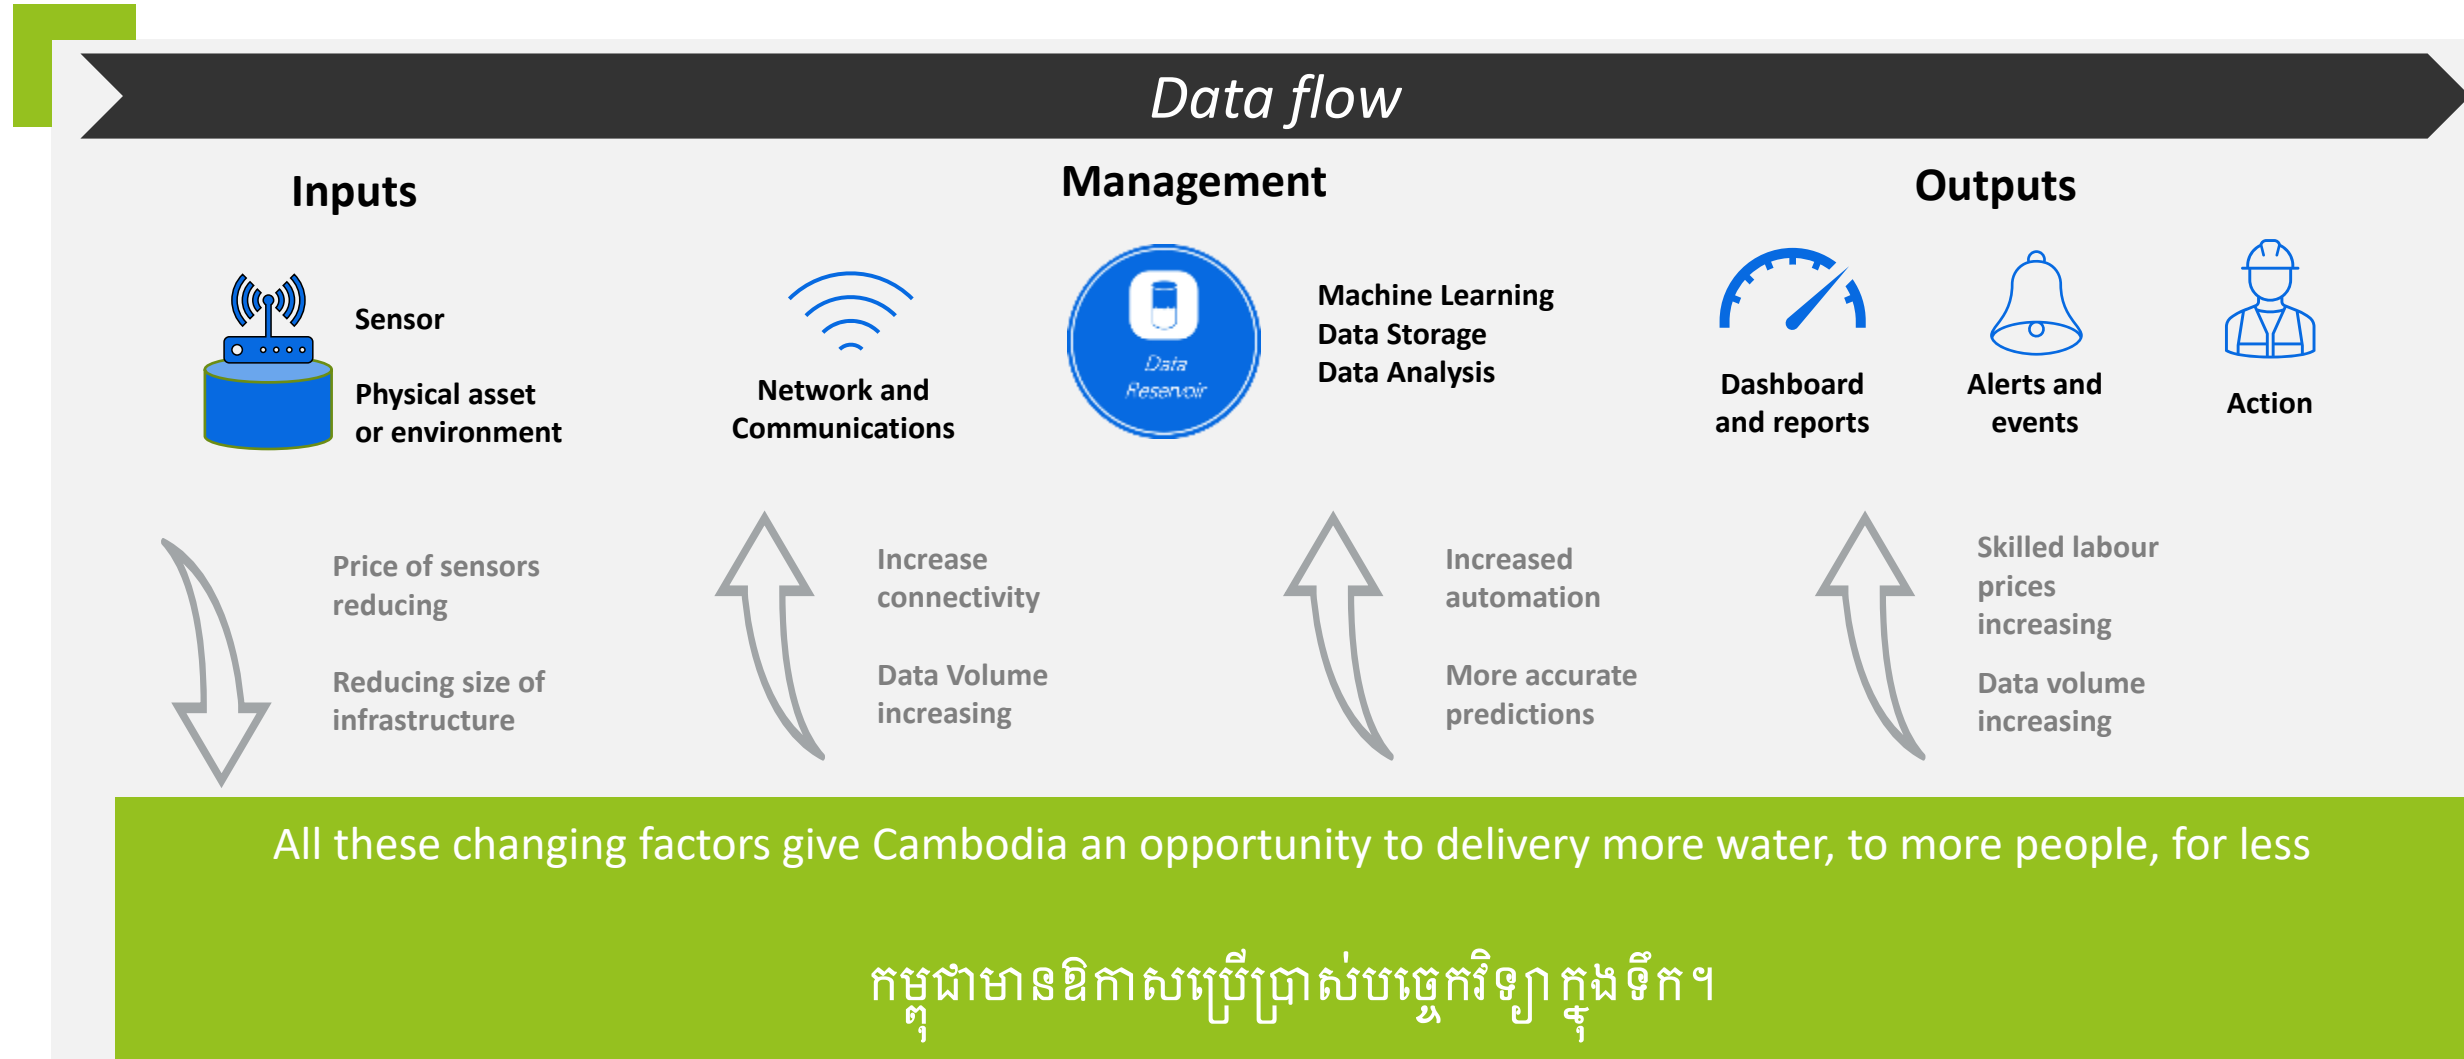 Data flow
Inputs
Management
Outputs
Sensor
Physical asset
or environment
Network and
Communications
Data
Reservoir
Machine Learning
Data Storage
Data Analysis
Dashboard
and reports
Alerts and
events
Action
Price of sensors
reducing
Reducing size of
infrastructure
Increase
connectivity
Data Volume
increasing
Increased
automation
More accurate
predictions
Skilled labour
prices
increasing
Data volume
increasing
All these changing factors give Cambodia an opportunity to delivery more water, to more people, for less
កម្ពុជាមានឱកាសប្រើប្រាស់បច្ចេកវិទ្យា ក្នុងទឹក។